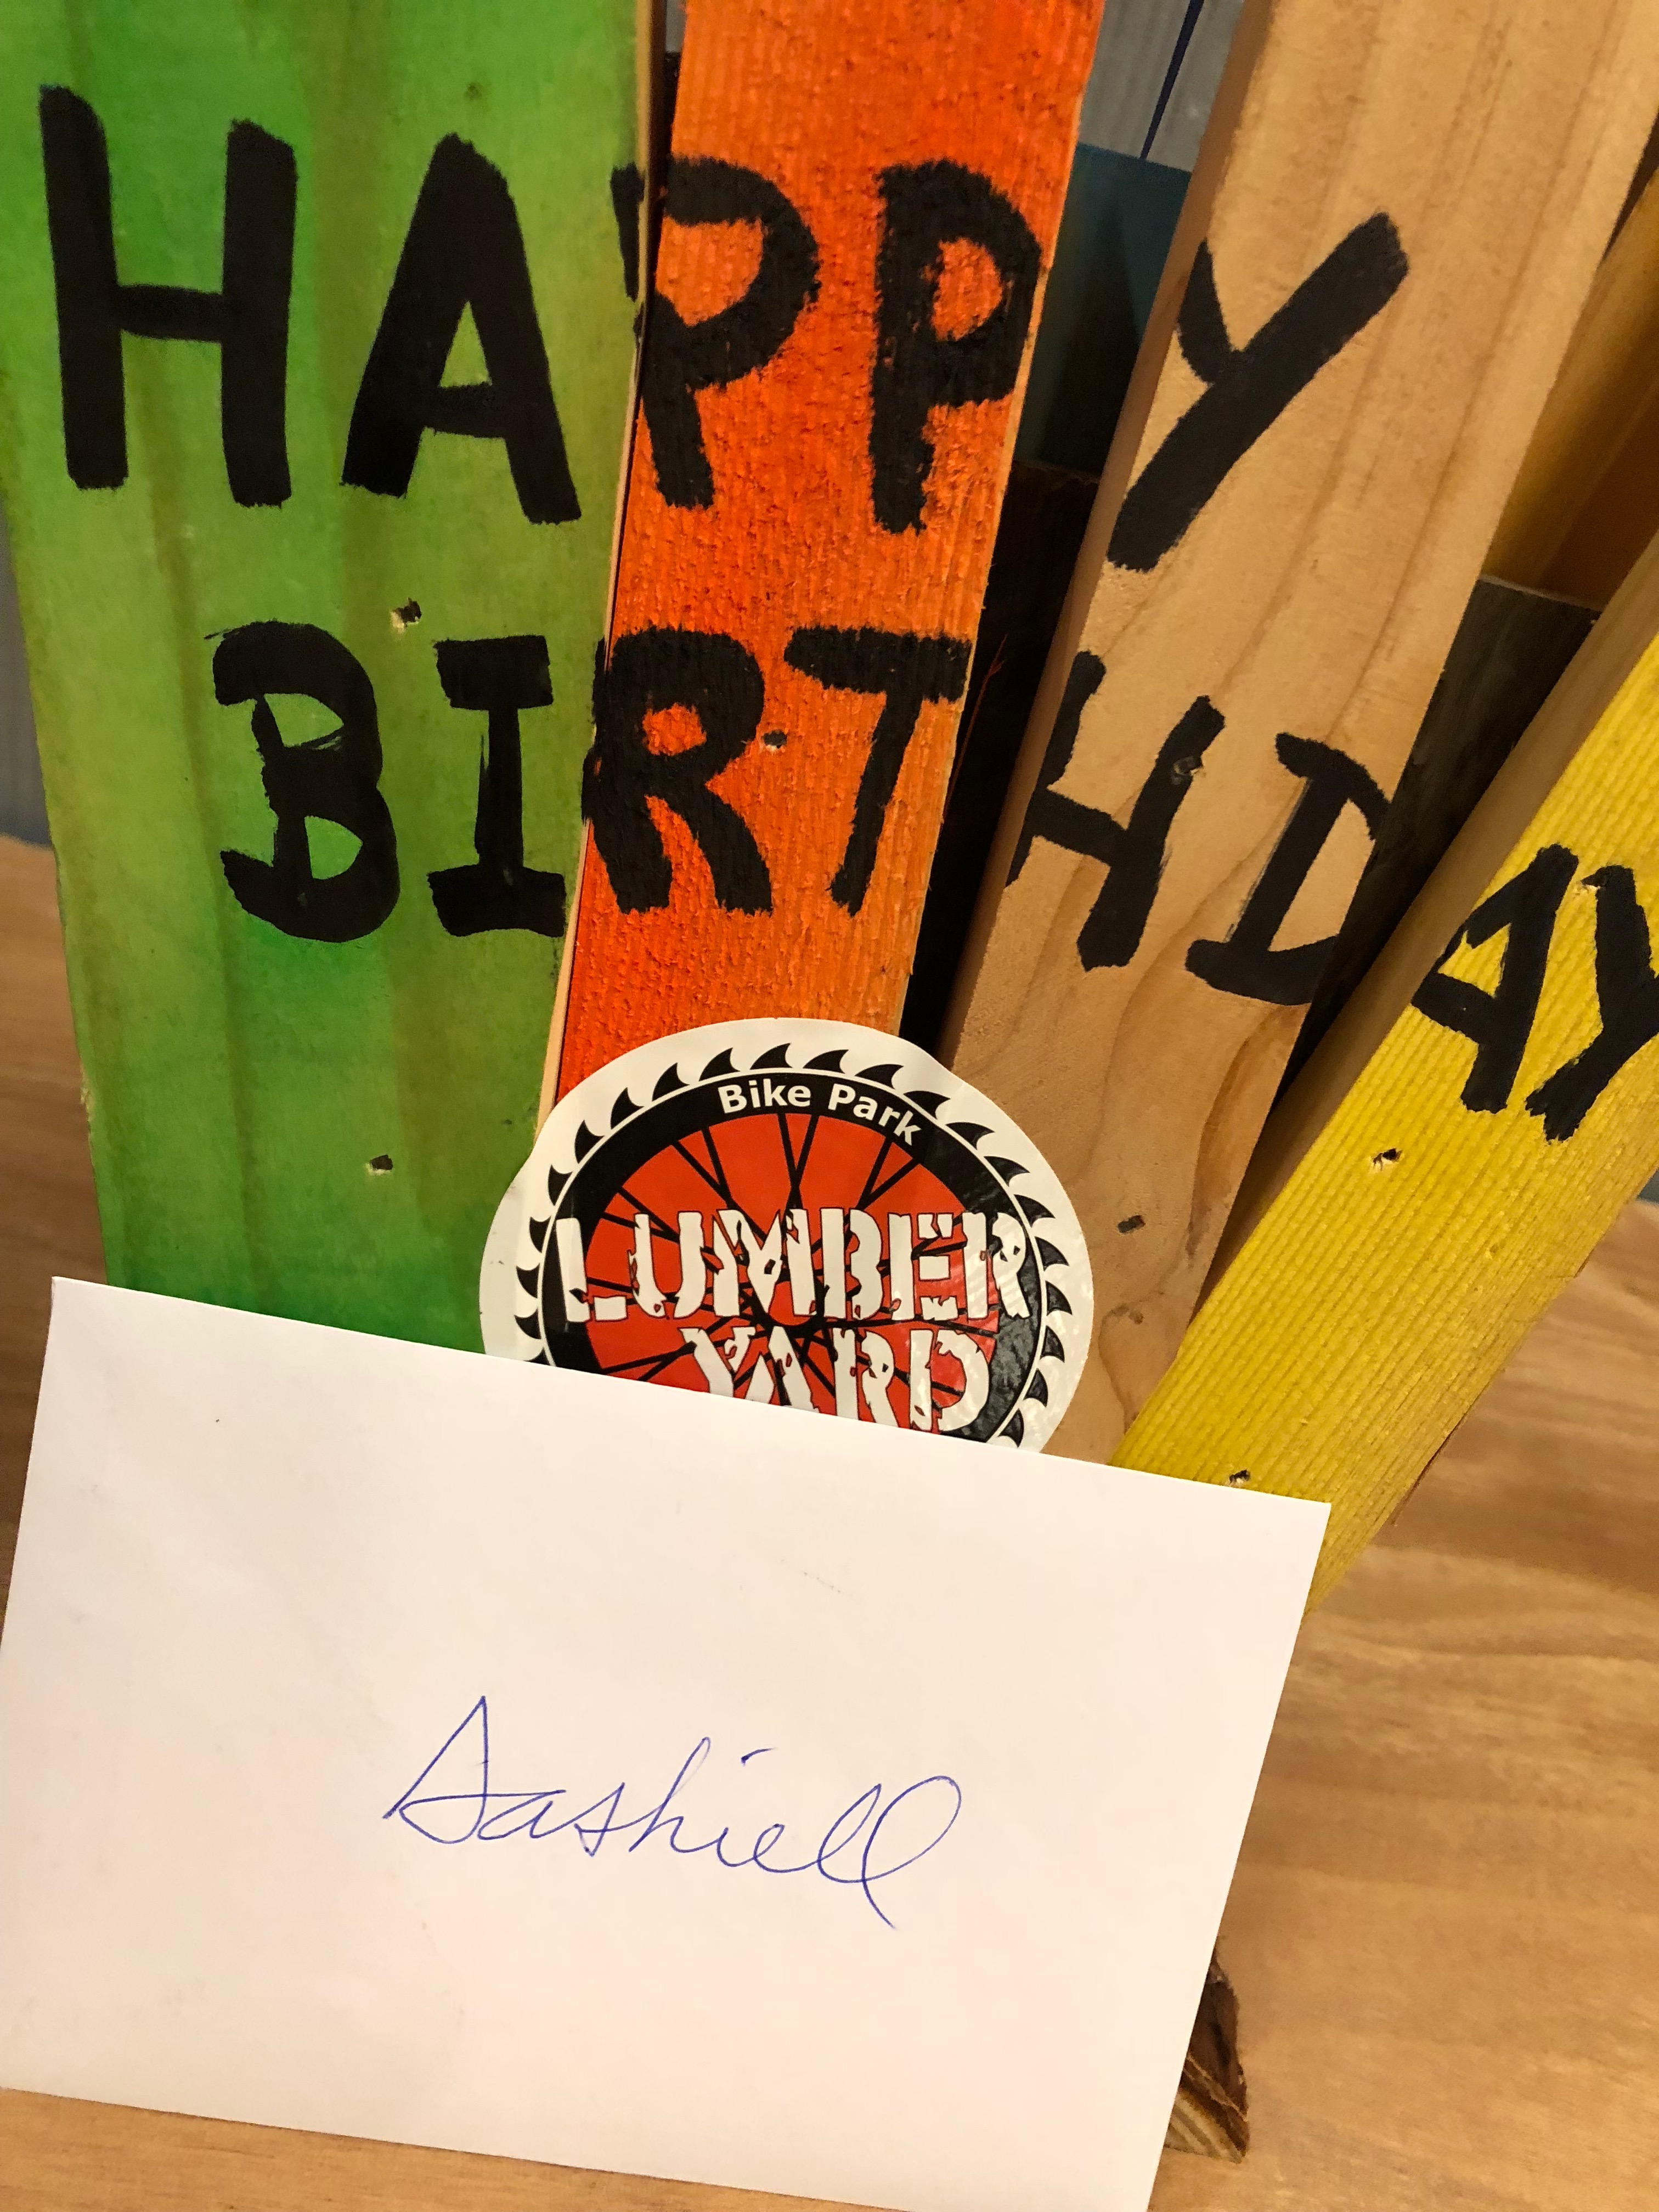 HAPPY
BIRTHDAY
Bike Park
LUMBER
YARD
Dashiell